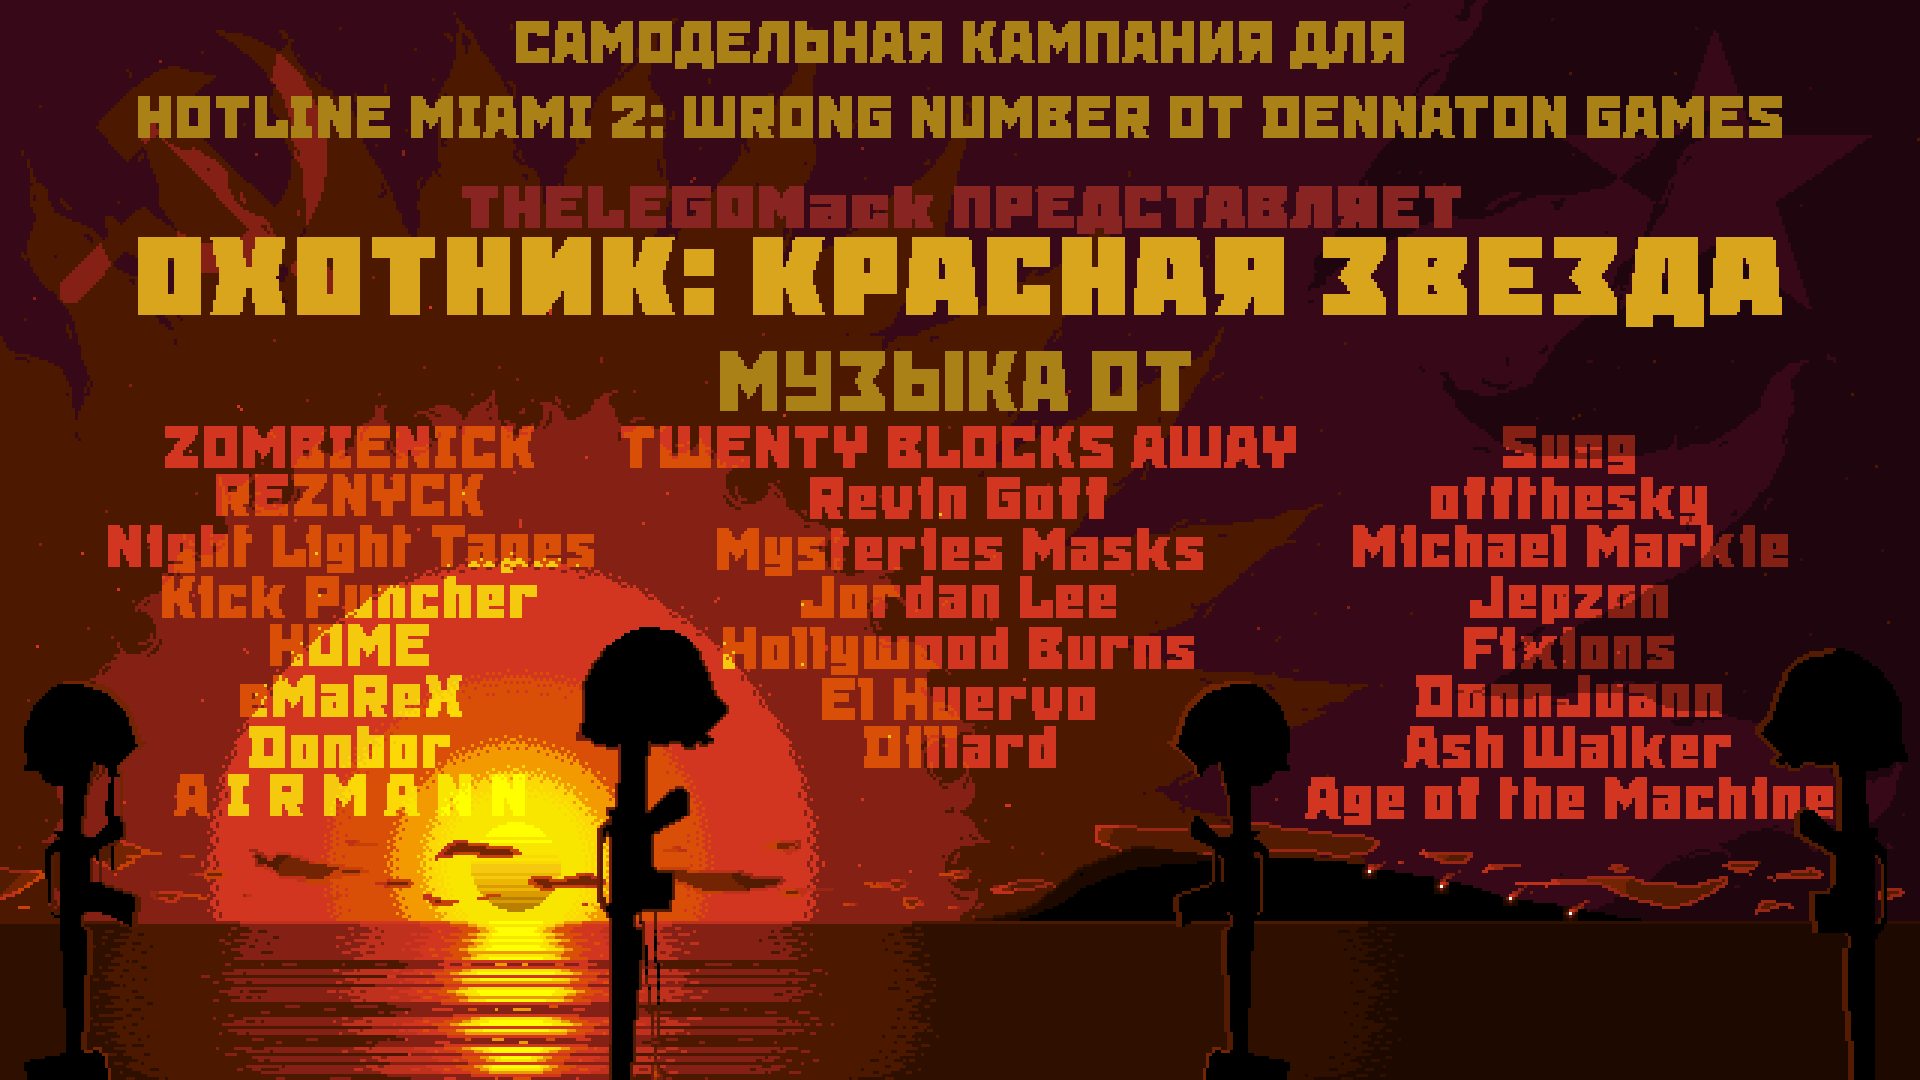 САМОДЕЛЬНАЯ КАМПАНИЯ ДЛЯ
HOTLINE MIAMI 2: WRONG NUMBER ОТ DENNATON GAMES
THELEGOMack ПРЕДСТАВЛЯЕТ
ОХОТНИК: КРАСНАЯ ЗВЕЗДА
МУЗЫКА ОТ
ZOMBIENICK
REZNYCK
Night Light Tapes
Kick Puncher
HOME
eMaReX
Donbor
A I R M A N N
TWENTY BLOCKS AWAY
Revin Goff
Mysteries Masks
Jordan Lee
Hollywood Burns
El Huervo
Dillard
Sung
offthesky
Michael Markie
Jepzon
Fixions
DonnJuann
Ash Walker
Age of the Machine